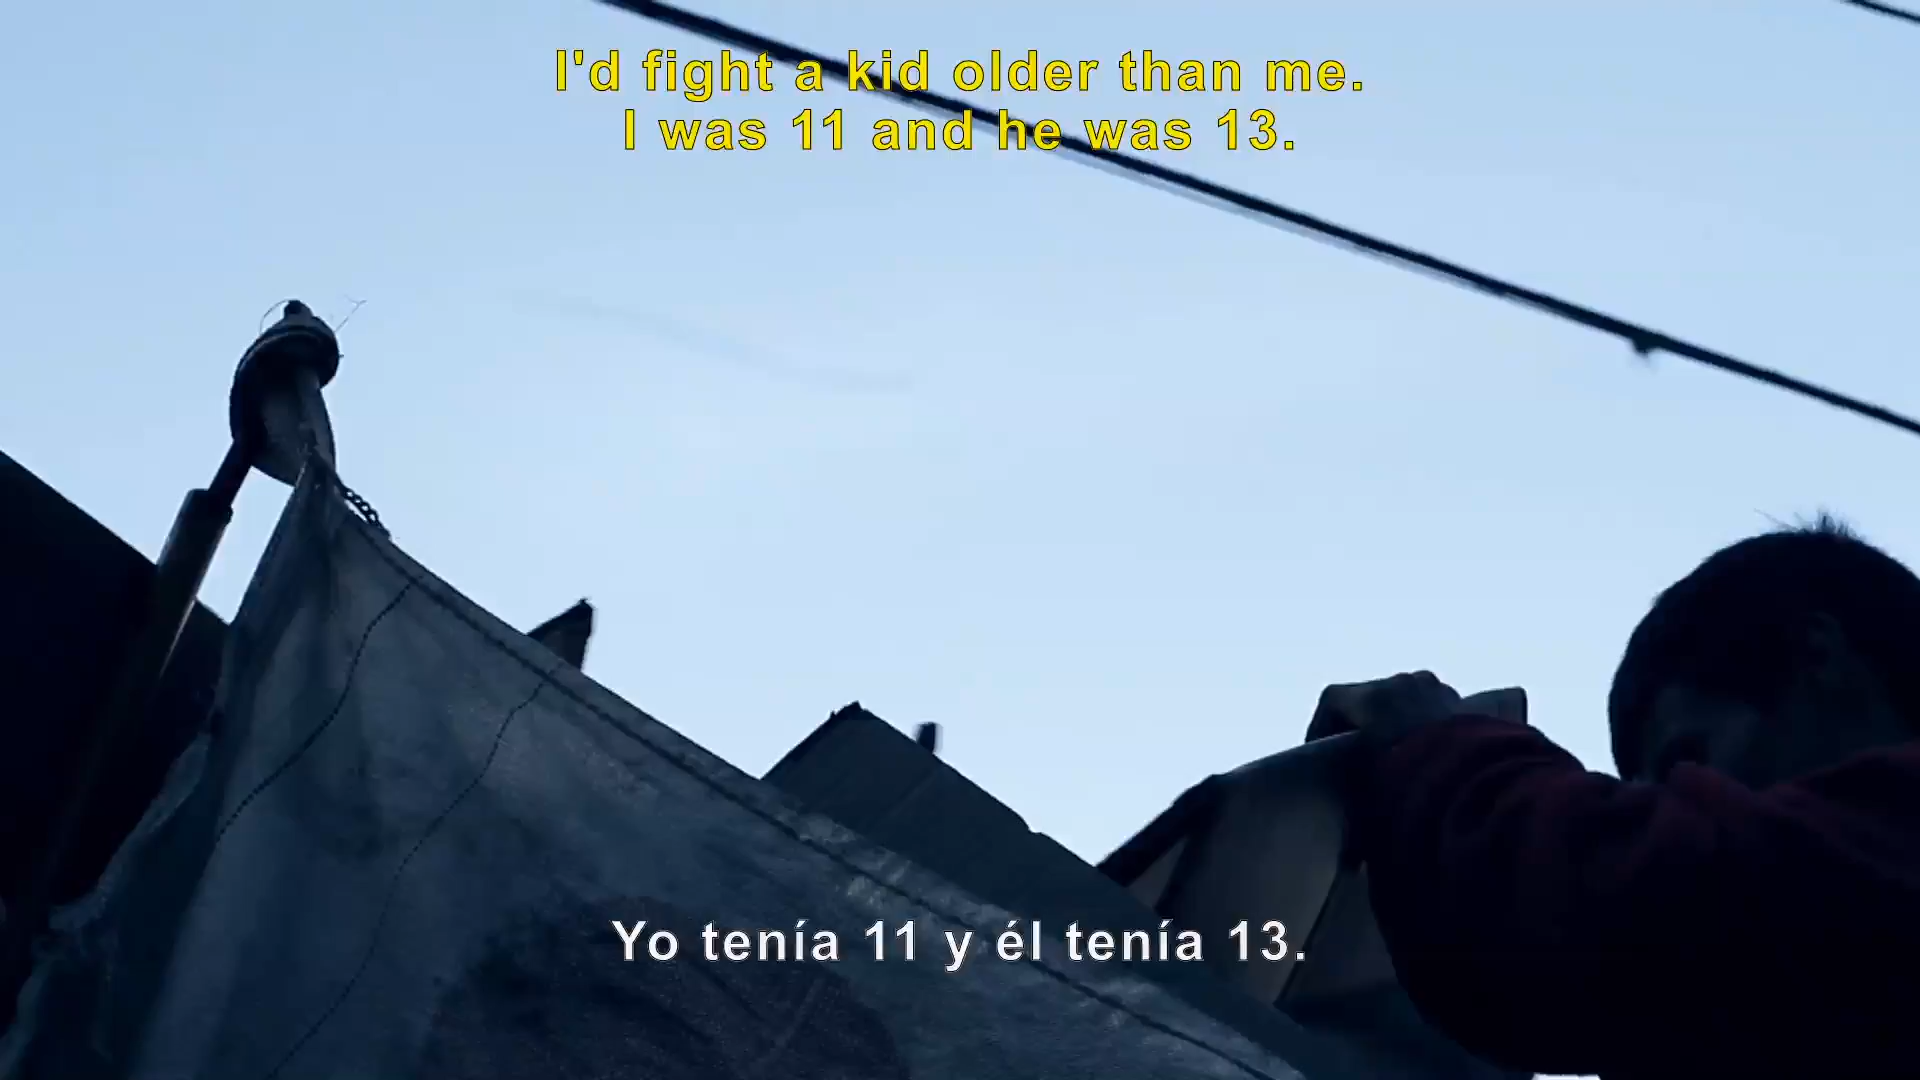 I'd fight a kid older than me.
I was 11 and he was 13.
Yo tenía 11 y él tenía 13.